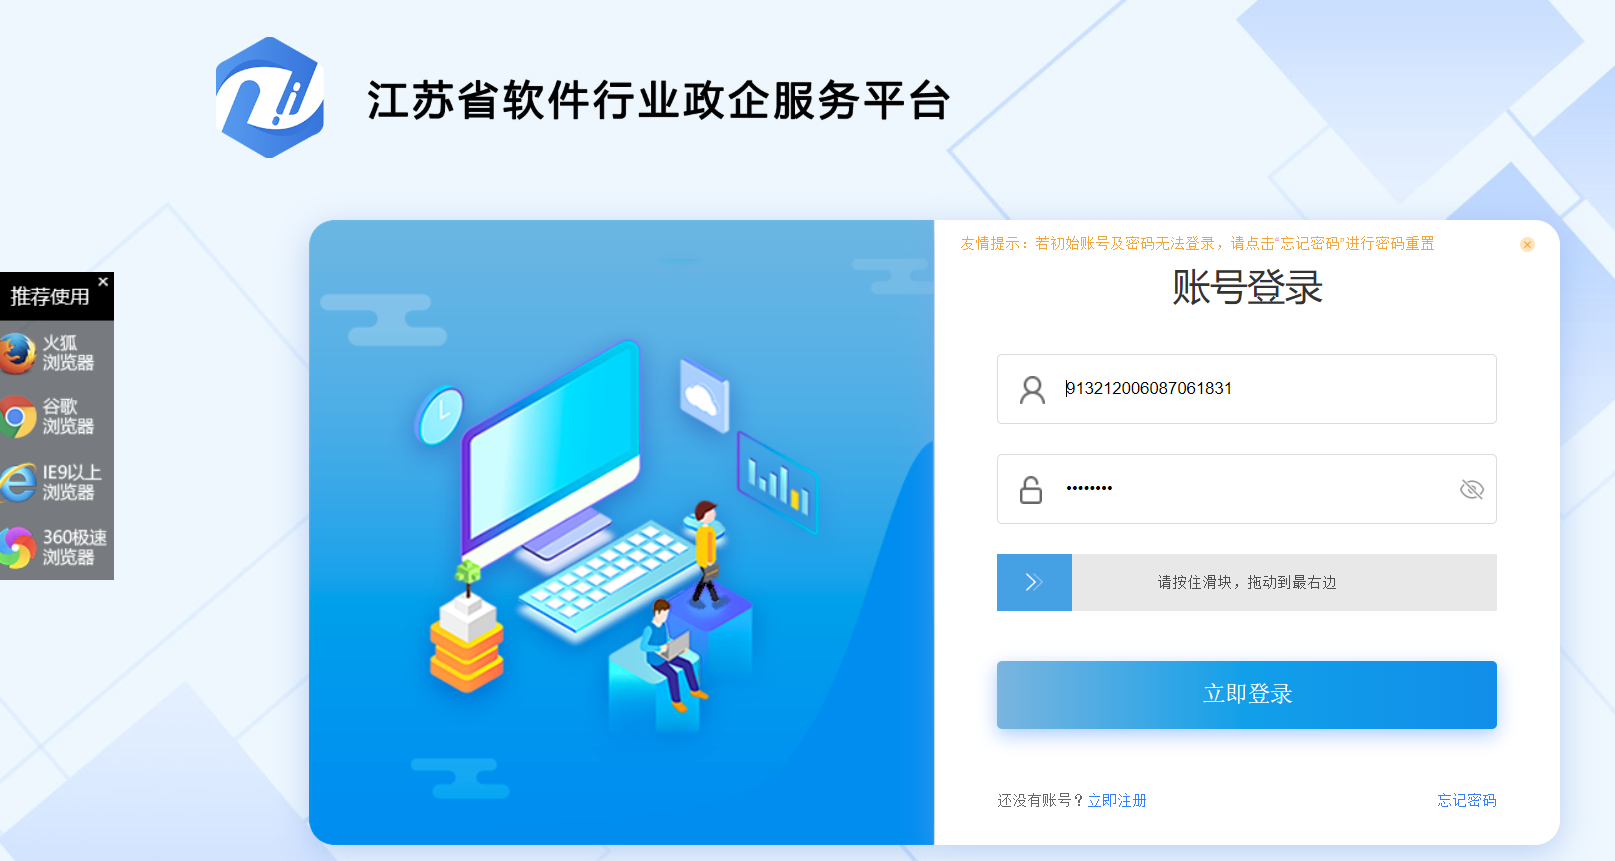 江苏省软件行业政企服务平台
友情提示：若初始账号及密码无法登录，请点击“忘记密码”进行密码重置
账号登录
推荐使用
火狐
浏览器
谷歌
浏览器
IE9以上
浏览器
360极速
浏览器
913212006087061831
••••••••
请按住滑块，拖动到最右边
立即登录
还没有账号？立即注册
忘记密码